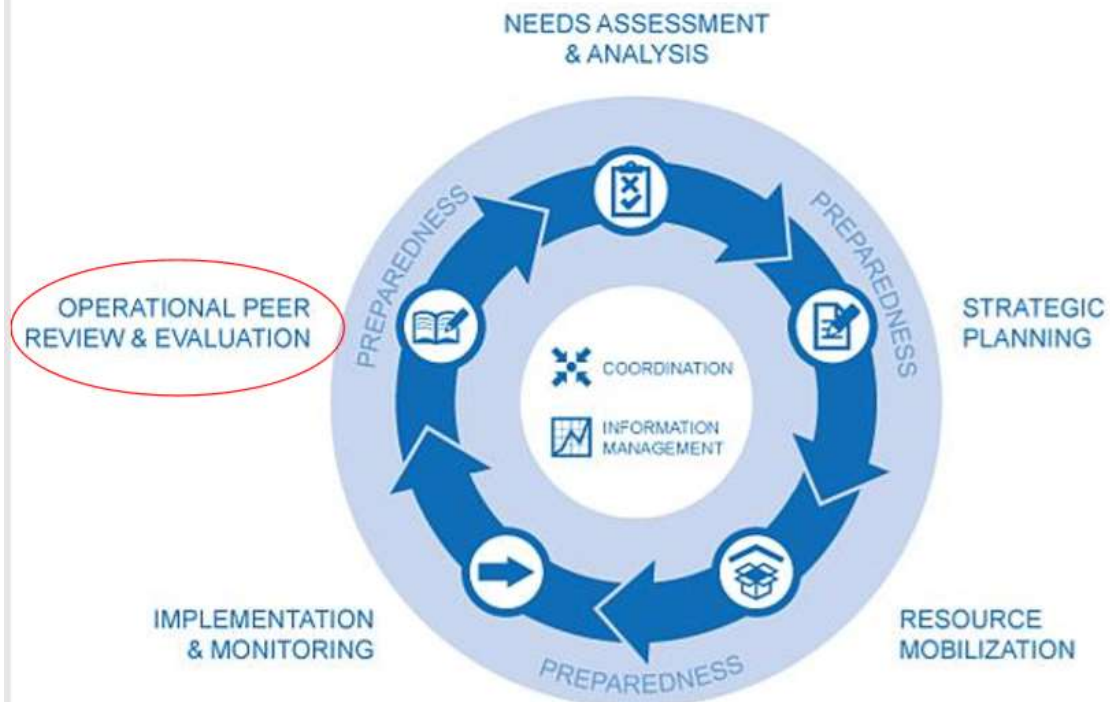 NEEDS ASSESSMENT
& ANALYSIS
PREPAREDNESS
PREPAREDNESS
OPERATIONAL PEER
REVIEW & EVALUATION
STRATEGIC
PLANNING
COORDINATION
INFORMATION
MANAGEMENT
IMPLEMENTATION
& MONITORING
RESOURCE
MOBILIZATION
PREPAREDNESS